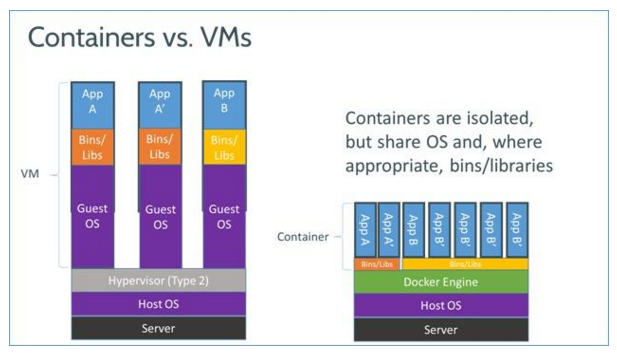 Containers vs. VMs
App
A
App
A'
App
B
Bins/
Libs
Bins/
Libs
Bins/
Libs
VM
Guest
OS
Guest
OS
Guest
OS
Hypervisor (Type 2)
Host OS
Server
Containers are isolated,
but share OS and, where
appropriate, bins/libraries
Container
App A
App A'
App B
App B'
App B'
App B'
App B'
Bins/Libs
Bins/Libs
Docker Engine
Host OS
Server